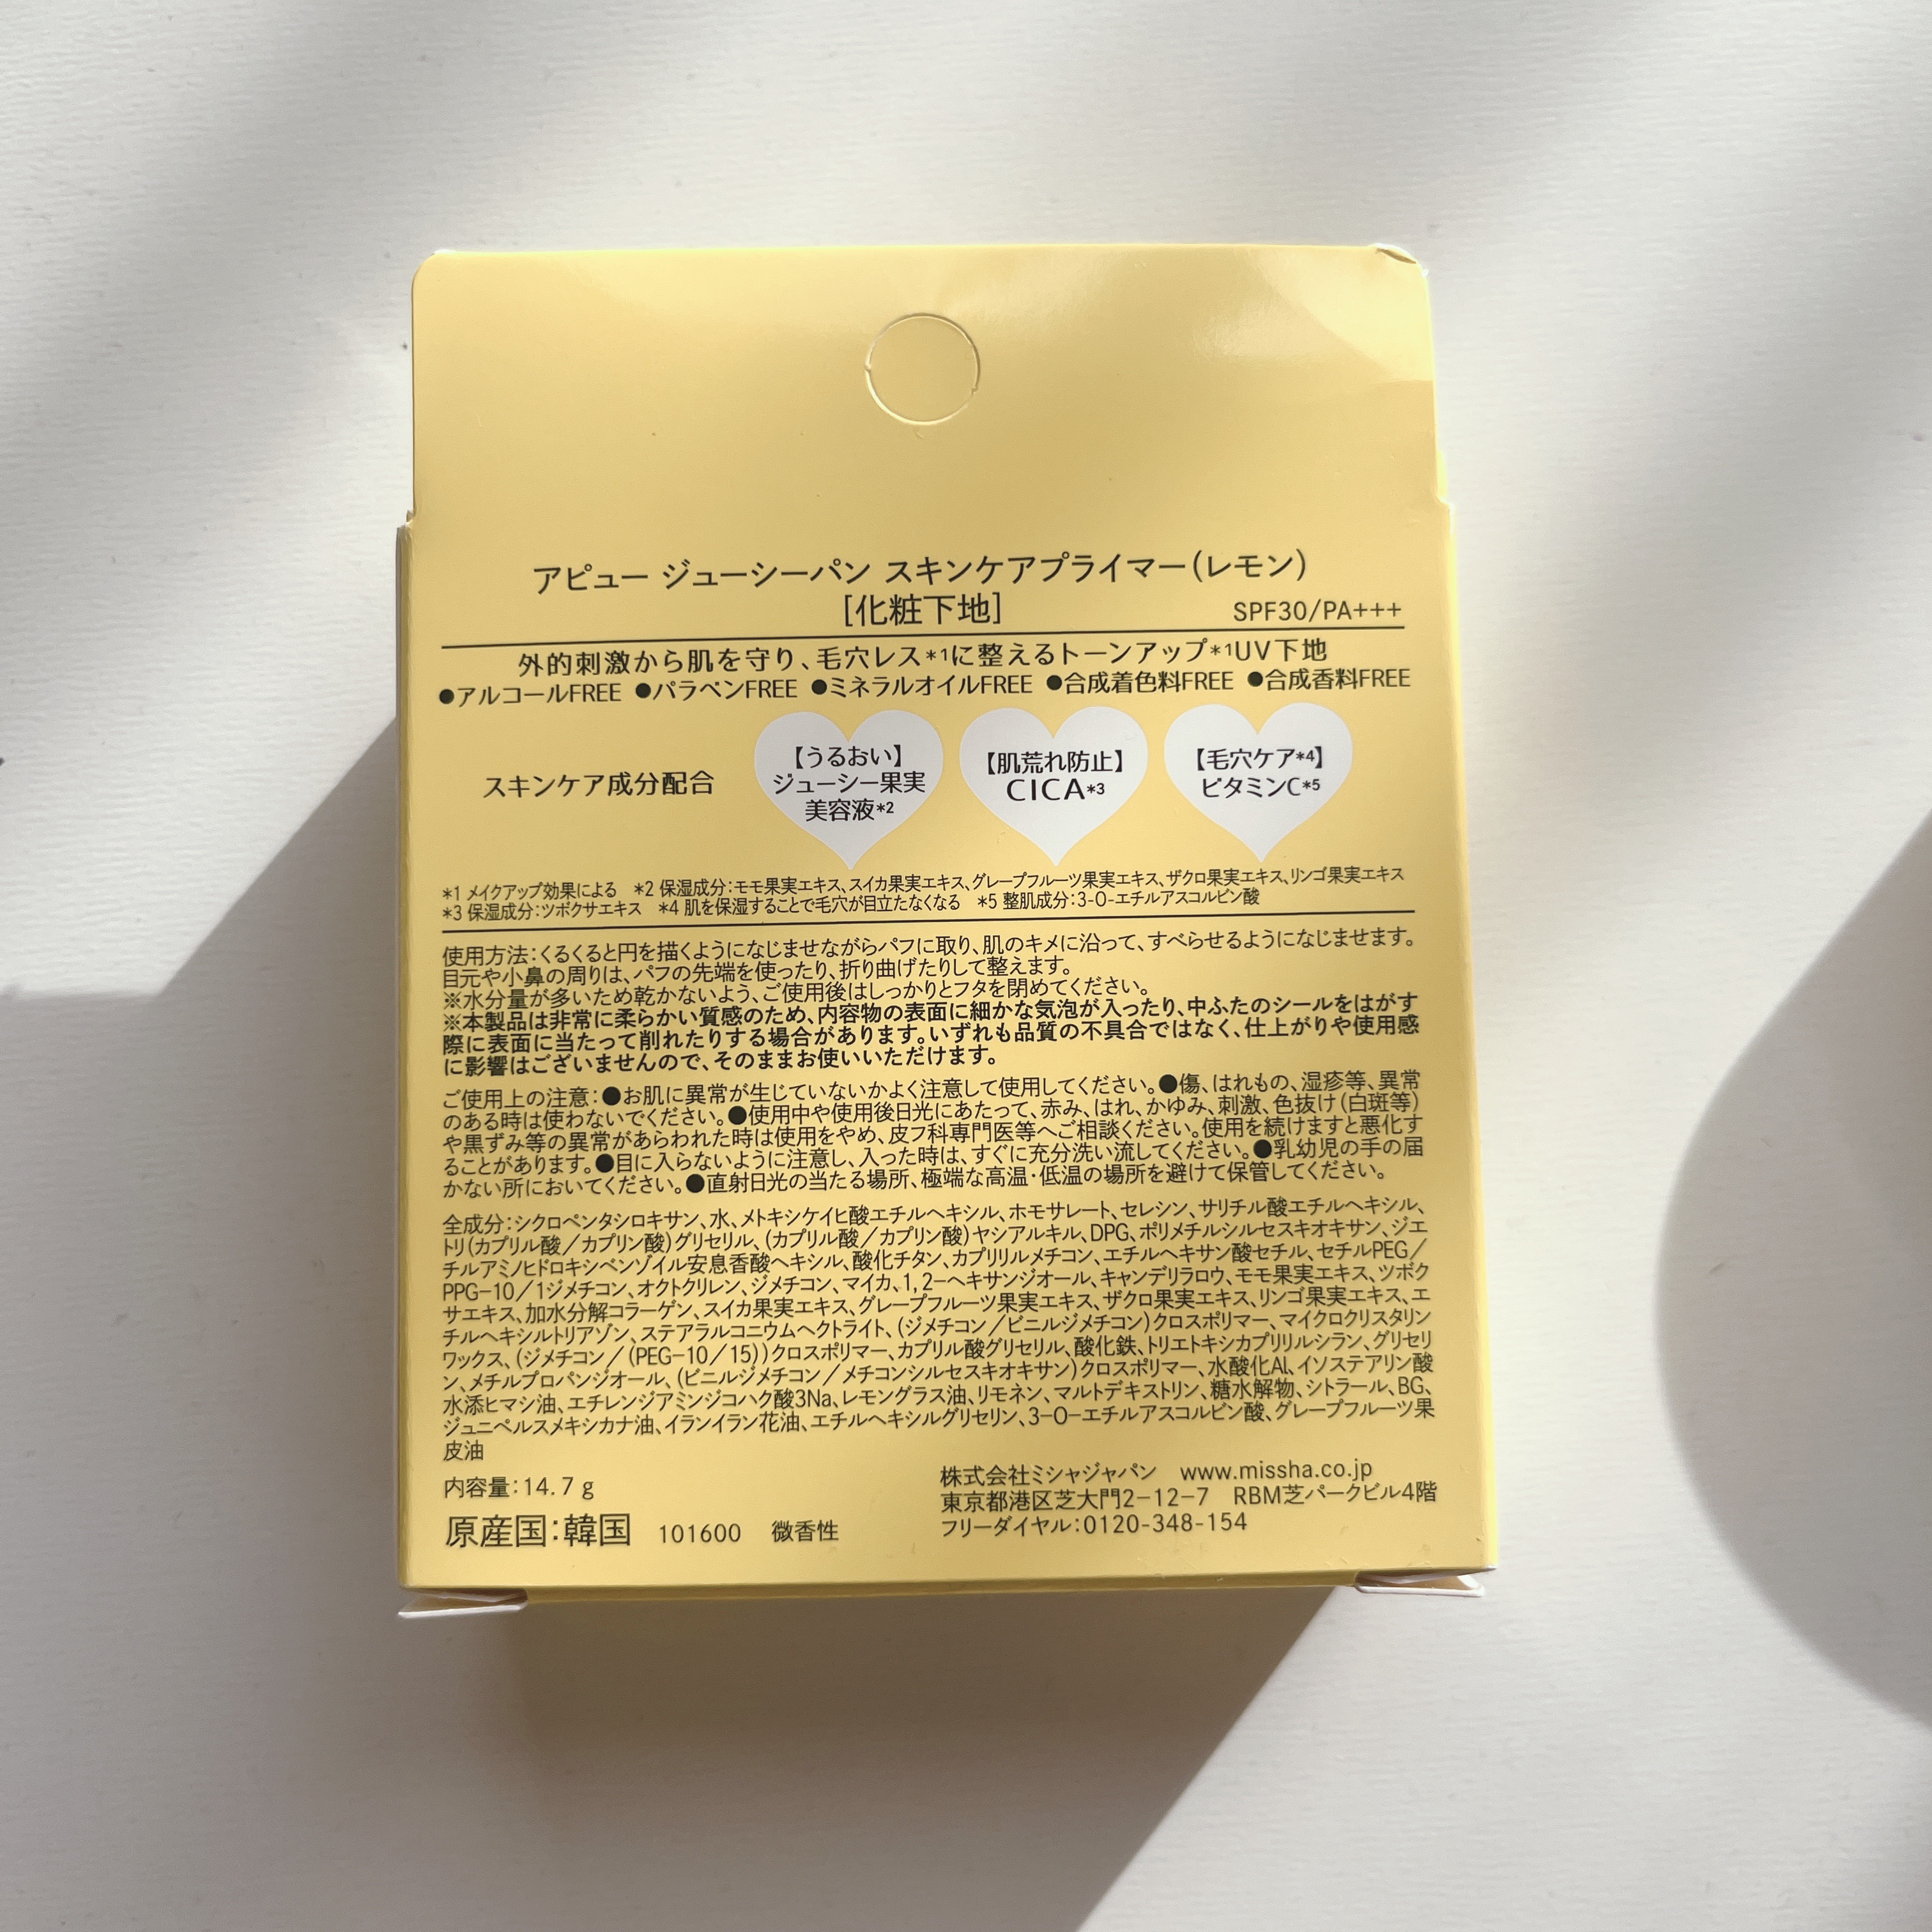 アピュー ジューシーパン スキンケアプライマー(レモン)
[化粧下地]
SPF30/PA+++
外的刺激から肌を守り、毛穴レス*1に整えるトーンアップ*1UV下地
●アルコールFREE ●パラベンFREE ●ミネラルオイルFREE ●合成着色料FREE ●合成香料FREE
スキンケア成分配合
【うるおい】
ジューシー果実
美容液*2
【肌荒れ防止】
CICA*3
【毛穴ケア*4】
ビタミンC*5
*1 メイクアップ効果による *2 保湿成分:モモ果実エキス、スイカ果実エキス、グレープフルーツ果実エキス、ザクロ果実エキス、リンゴ果実エキス
*3 保湿成分:ツボクサエキス *4 肌を保湿することで毛穴が目立たなくなる *5 整肌成分:3-O-エチルアスコルビン酸
使用方法:くるくると円を描くようになじませながらパフに取り、肌のキメに沿って、すべらせるようになじませます。
目元や小鼻の周りは、パフの先端を使ったり、折り曲げたりして整えます。
※水分量が多いため乾かないよう、ご使用後はしっかりとフタを閉めてください。
※本製品は非常に柔らかい質感のため、内容物の表面に細かな気泡が入ったり、中ふたのシールをはがす
際に表面に当たって削れたりする場合があります。いずれも品質の不具合ではなく、仕上がりや使用感
に影響はございませんので、そのままお使いいただけます。
ご使用上の注意:●お肌に異常が生じていないかよく注意して使用してください。●傷、はれもの、湿疹等、異常
のある時は使わないでください。●使用中や使用後日光にあたって、赤み、はれ、かゆみ、刺激、色抜け(白斑等)
や黒ずみ等の異常があらわれた時は使用をやめ、皮フ科専門医等へご相談ください。使用を続けますと悪化す
ることがあります。●目に入らないように注意し、入った時は、すぐに充分洗い流してください。●乳幼児の手の届
かない所においてください。●直射日光の当たる場所、極端な高温・低温の場所を避けて保管してください。
全成分:シクロペンタシロキサン、水、メトキシケイヒ酸エチルヘキシル、ホモサレート、セレシン、サリチル酸エチルヘキシル、
トリ(カプリル酸/カプリン酸)グリセリル、(カプリル酸/カプリン酸)ヤシアルキル、DPG、ポリメチルシルセスキオキサン、ジエ
チルアミノヒドロキシベンゾイル安息香酸ヘキシル、酸化チタン、カプリリルメチコン、エチルヘキサン酸セチル、セチルPEG/
PPG-10/1ジメチコン、オクトクリレン、ジメチコン、マイカ、1,2-ヘキサンジオール、キャンデリラロウ、モモ果実エキス、ツボク
サエキス、加水分解コラーゲン、スイカ果実エキス、グレープフルーツ果実エキス、ザクロ果実エキス、リンゴ果実エキス、エ
チルヘキシルトリアゾン、ステアラルコニウムヘクトライト、(ジメチコン/ビニルジメチコン)クロスポリマー、マイクロクリスタリン
ワックス、(ジメチコン/(PEG-10/15))クロスポリマー、カプリル酸グリセリル、酸化鉄、トリエトキシカプリリルシラン、グリセリ
ン、メチルプロパンジオール、(ビニルジメチコン/メチコンシルセスキオキサン)クロスポリマー、水酸化Al、イソステアリン酸
水添ヒマシ油、エチレンジアミンジコハク酸3Na、レモングラス油、リモネン、マルトデキストリン、糖水解物、シトラール、BG、
ジュニペルスメキシカナ油、イランイラン花油、エチルヘキシルグリセリン、3-O-エチルアスコルビン酸、グレープフルーツ果
皮油
内容量:14.7 g
原産国:韓国 101600 微香性
株式会社ミシャジャパン www.missha.co.jp
東京都港区芝大門2-12-7 RBM芝パークビル4階
フリーダイヤル:0120-348-154